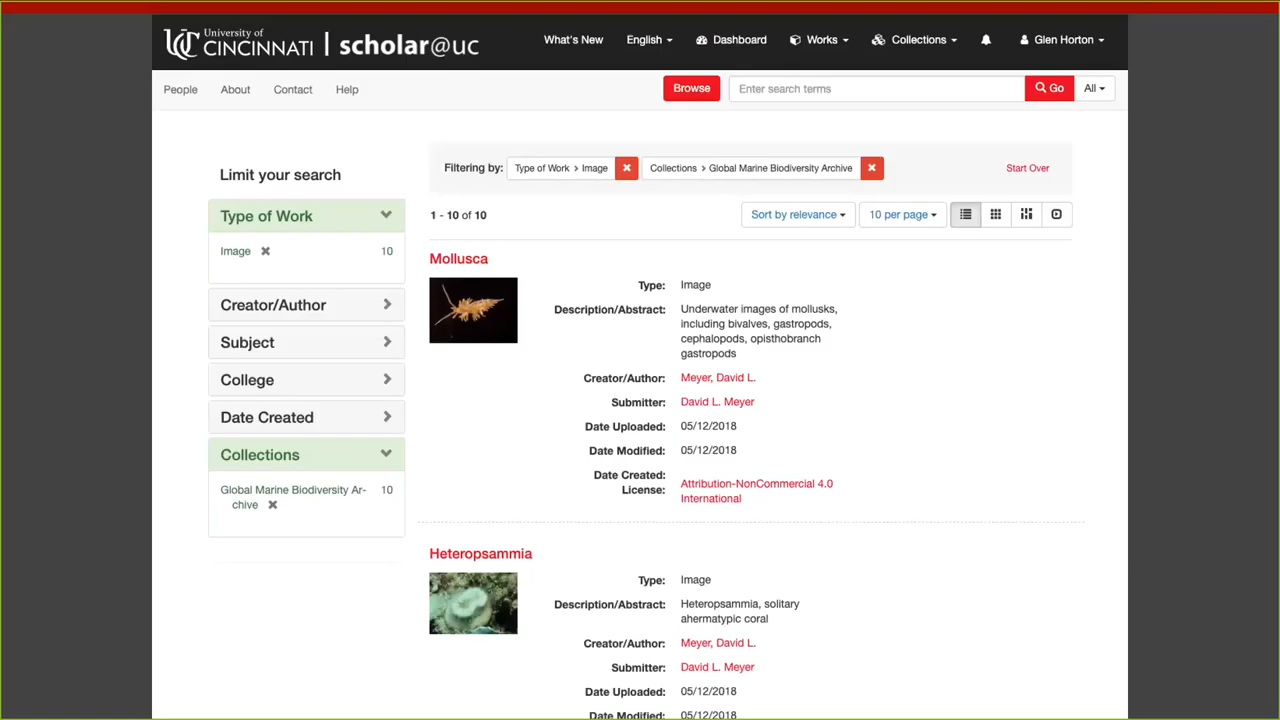 University of
CINCINNATI
scholar@uc
What's New
English
Dashboard
Works
Collections
Glen Horton
People
About
Contact
Help
Browse
Enter search terms
Go
All
Limit your search
Type of Work
Image
10
Creator/Author
Subject
College
Date Created
Collections
Global Marine Biodiversity Ar-
chive
10
Filtering by:
Type of Work > Image
Collections > Global Marine Biodiversity Archive
Start Over
1 - 10 of 10
Sort by relevance
10 per page
Mollusca
Type: Image
Description/Abstract: Underwater images of mollusks,
including bivalves, gastropods,
cephalopods, opisthobranch
gastropods
Creator/Author: Meyer, David L.
Submitter: David L. Meyer
Date Uploaded: 05/12/2018
Date Modified: 05/12/2018
Date Created:
License: Attribution-NonCommercial 4.0
International
Heteropsammia
Type: Image
Description/Abstract: Heteropsammia, solitary
ahermatypic coral
Creator/Author: Meyer, David L.
Submitter: David L. Meyer
Date Uploaded: 05/12/2018
Date Modified: 05/12/2018